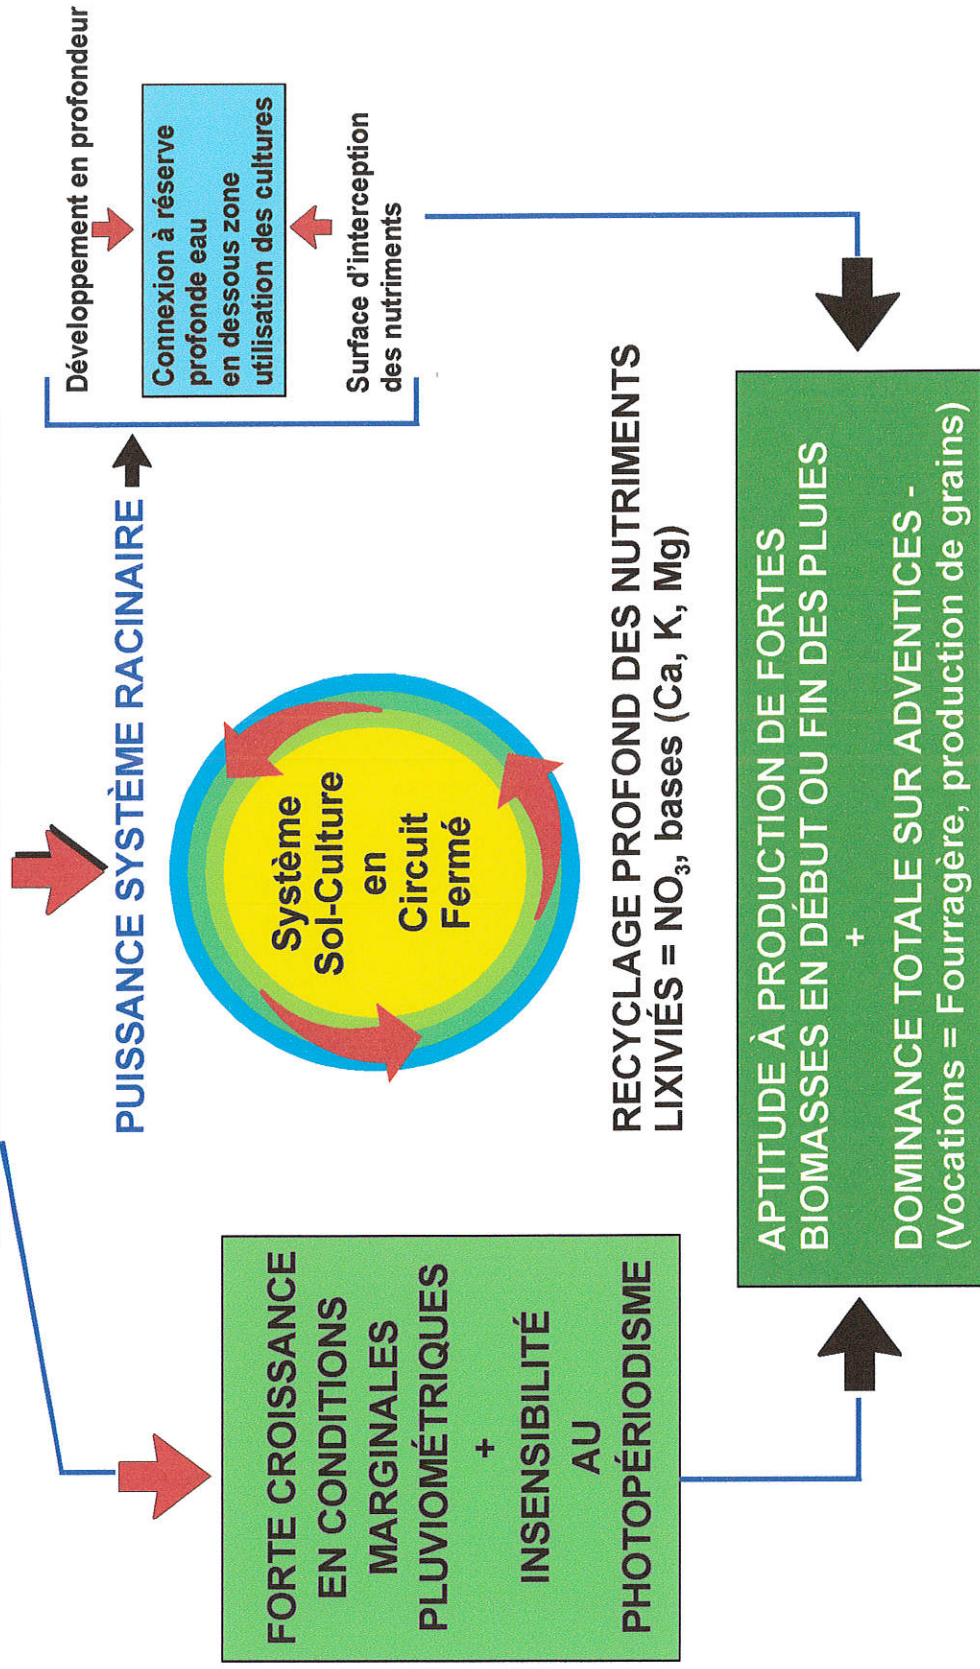 FORTE CROISSANCE
EN CONDITIONS
MARGINALES
PLUVIOMÉTRIQUES
+
INSENSIBILITÉ
AU
PHOTOPÉRIODISME
PUISSANCE SYSTÈME RACINAIRE
Développement en profondeur
Connexion à réserve
profonde eau
en dessous zone
utilisation des cultures
Surface d'interception
des nutriments
Système
Sol-Culture
en
Circuit
Fermé
RECYCLAGE PROFOND DES NUTRIMENTS
LIXIVIÉS = NO₃, bases (Ca, K, Mg)
APTITUDE À PRODUCTION DE FORTES
BIOMASSES EN DÉBUT OU FIN DES PLUIES
+
DOMINANCE TOTALE SUR ADVENTICES -
(Vocations = Fourragère, production de grains)